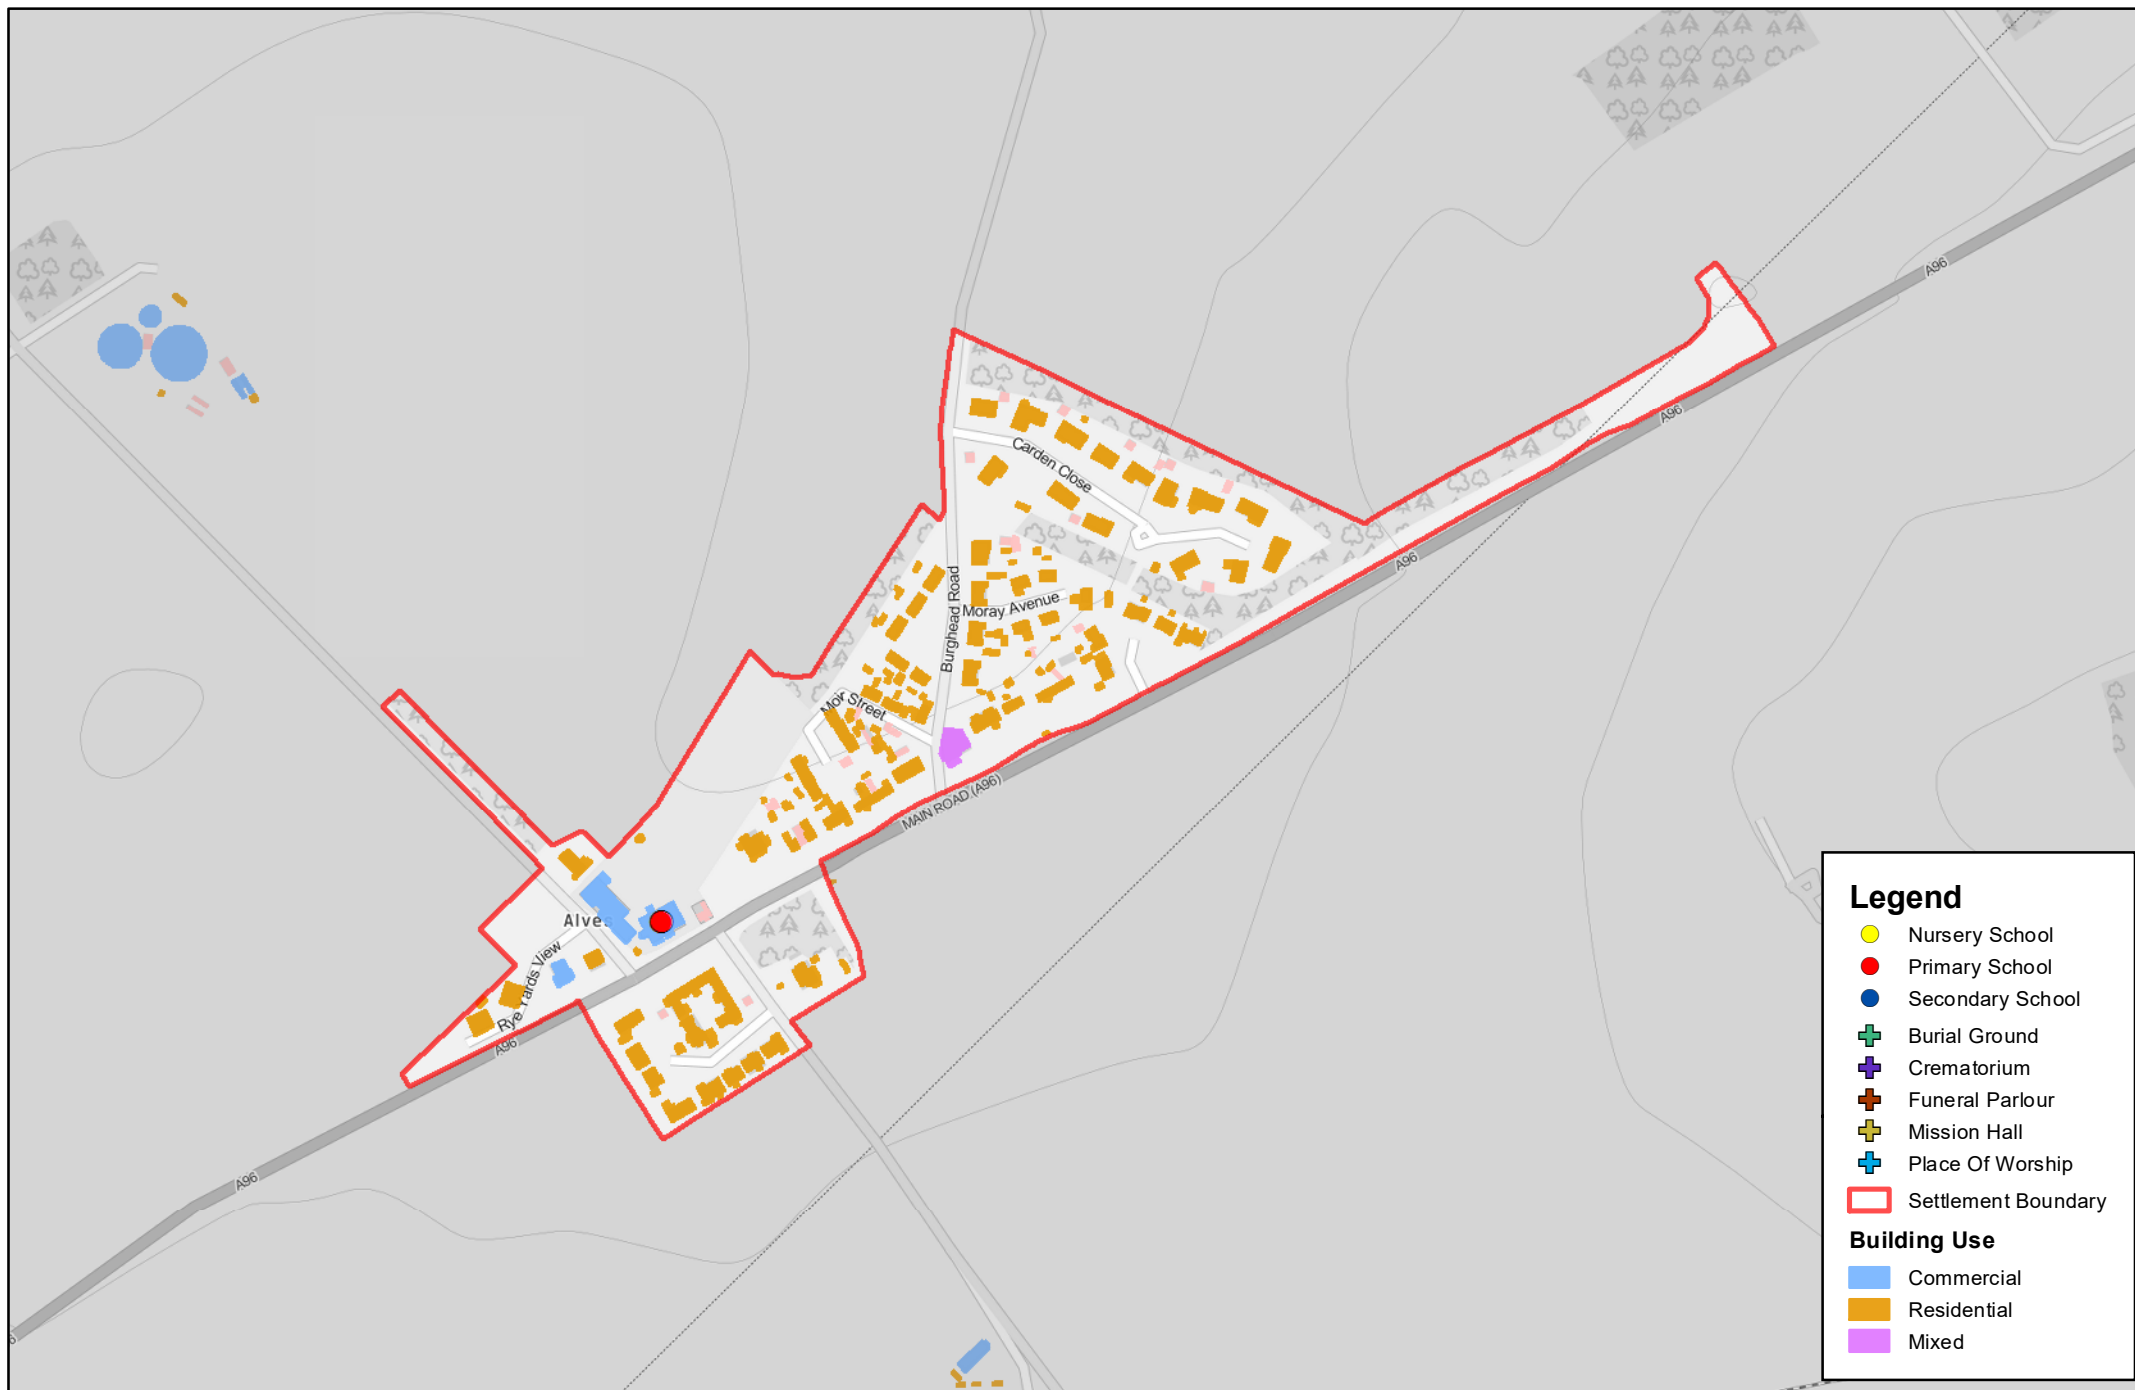 A96
A96
Carden Close
A96
Burghead Road
Moray Avenue
Street
MAIN ROAD (A96)
Alves
Rye Yards View
A96
A96
Legend
Nursery School
Primary School
Secondary School
Burial Ground
Crematorium
Funeral Parlour
Mission Hall
Place Of Worship
Settlement Boundary
Building Use
Commercial
Residential
Mixed